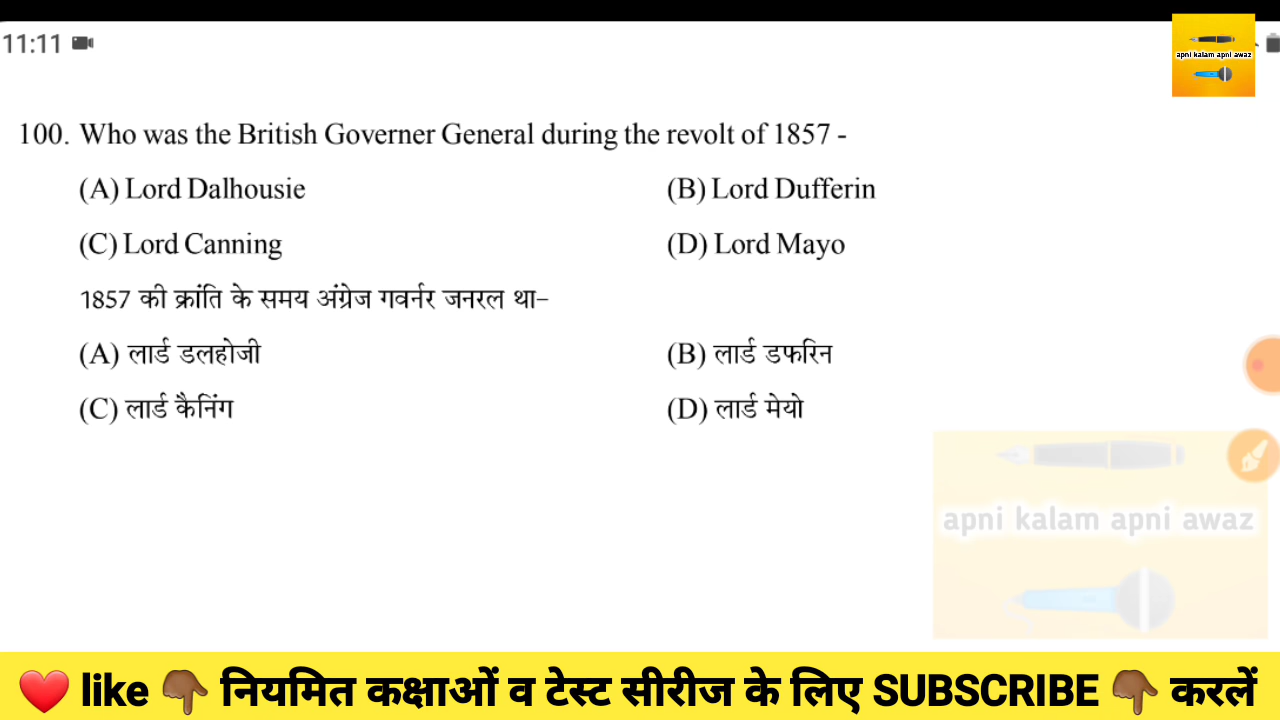 11:11
apni kalam apni awaz
100. Who was the British Governer General during the revolt of 1857 -
(A) Lord Dalhousie (B) Lord Dufferin
(C) Lord Canning (D) Lord Mayo
1857 की क्रांति के समय अंग्रेज गवर्नर जनरल था–
(A) लार्ड डलहोजी (B) लार्ड डफरिन
(C) लार्ड कैनिंग (D) लार्ड मेयो
apni kalam apni awaz
❤️ like 👇🏾 नियमित कक्षाओं व टेस्ट सीरीज के लिए SUBSCRIBE 👇🏾 करलें